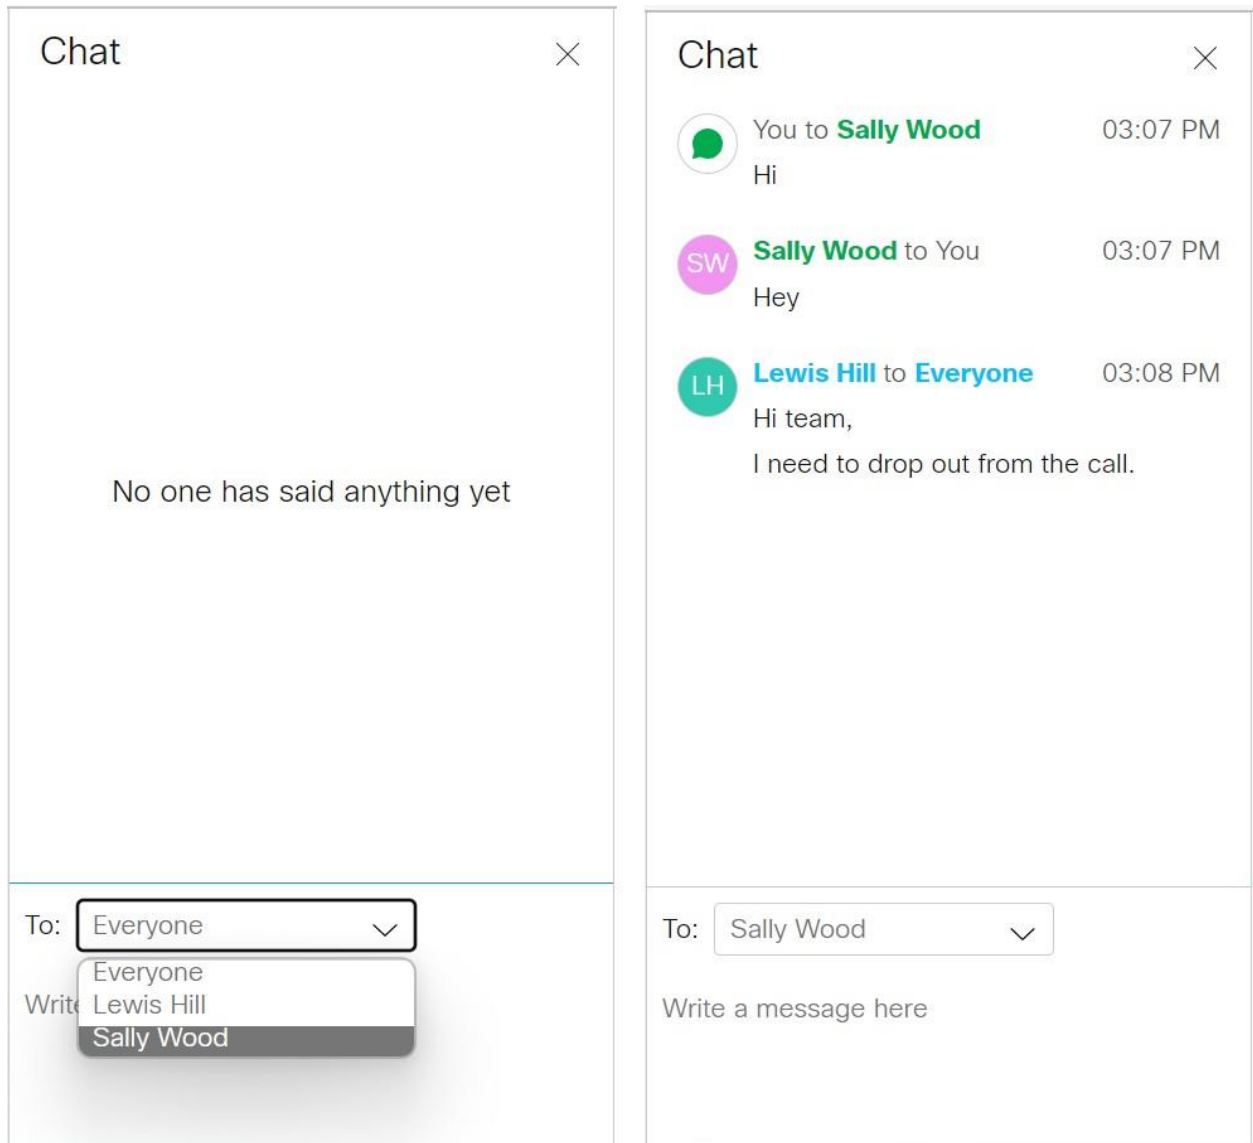 Chat
No one has said anything yet
To: Everyone
Everyone
Write
Lewis Hill
Sally Wood
Chat
You to Sally Wood 03:07 PM
Hi
SW
Sally Wood to You 03:07 PM
Hey
LH
Lewis Hill to Everyone 03:08 PM
Hi team,
I need to drop out from the call.
To: Sally Wood
Write a message here